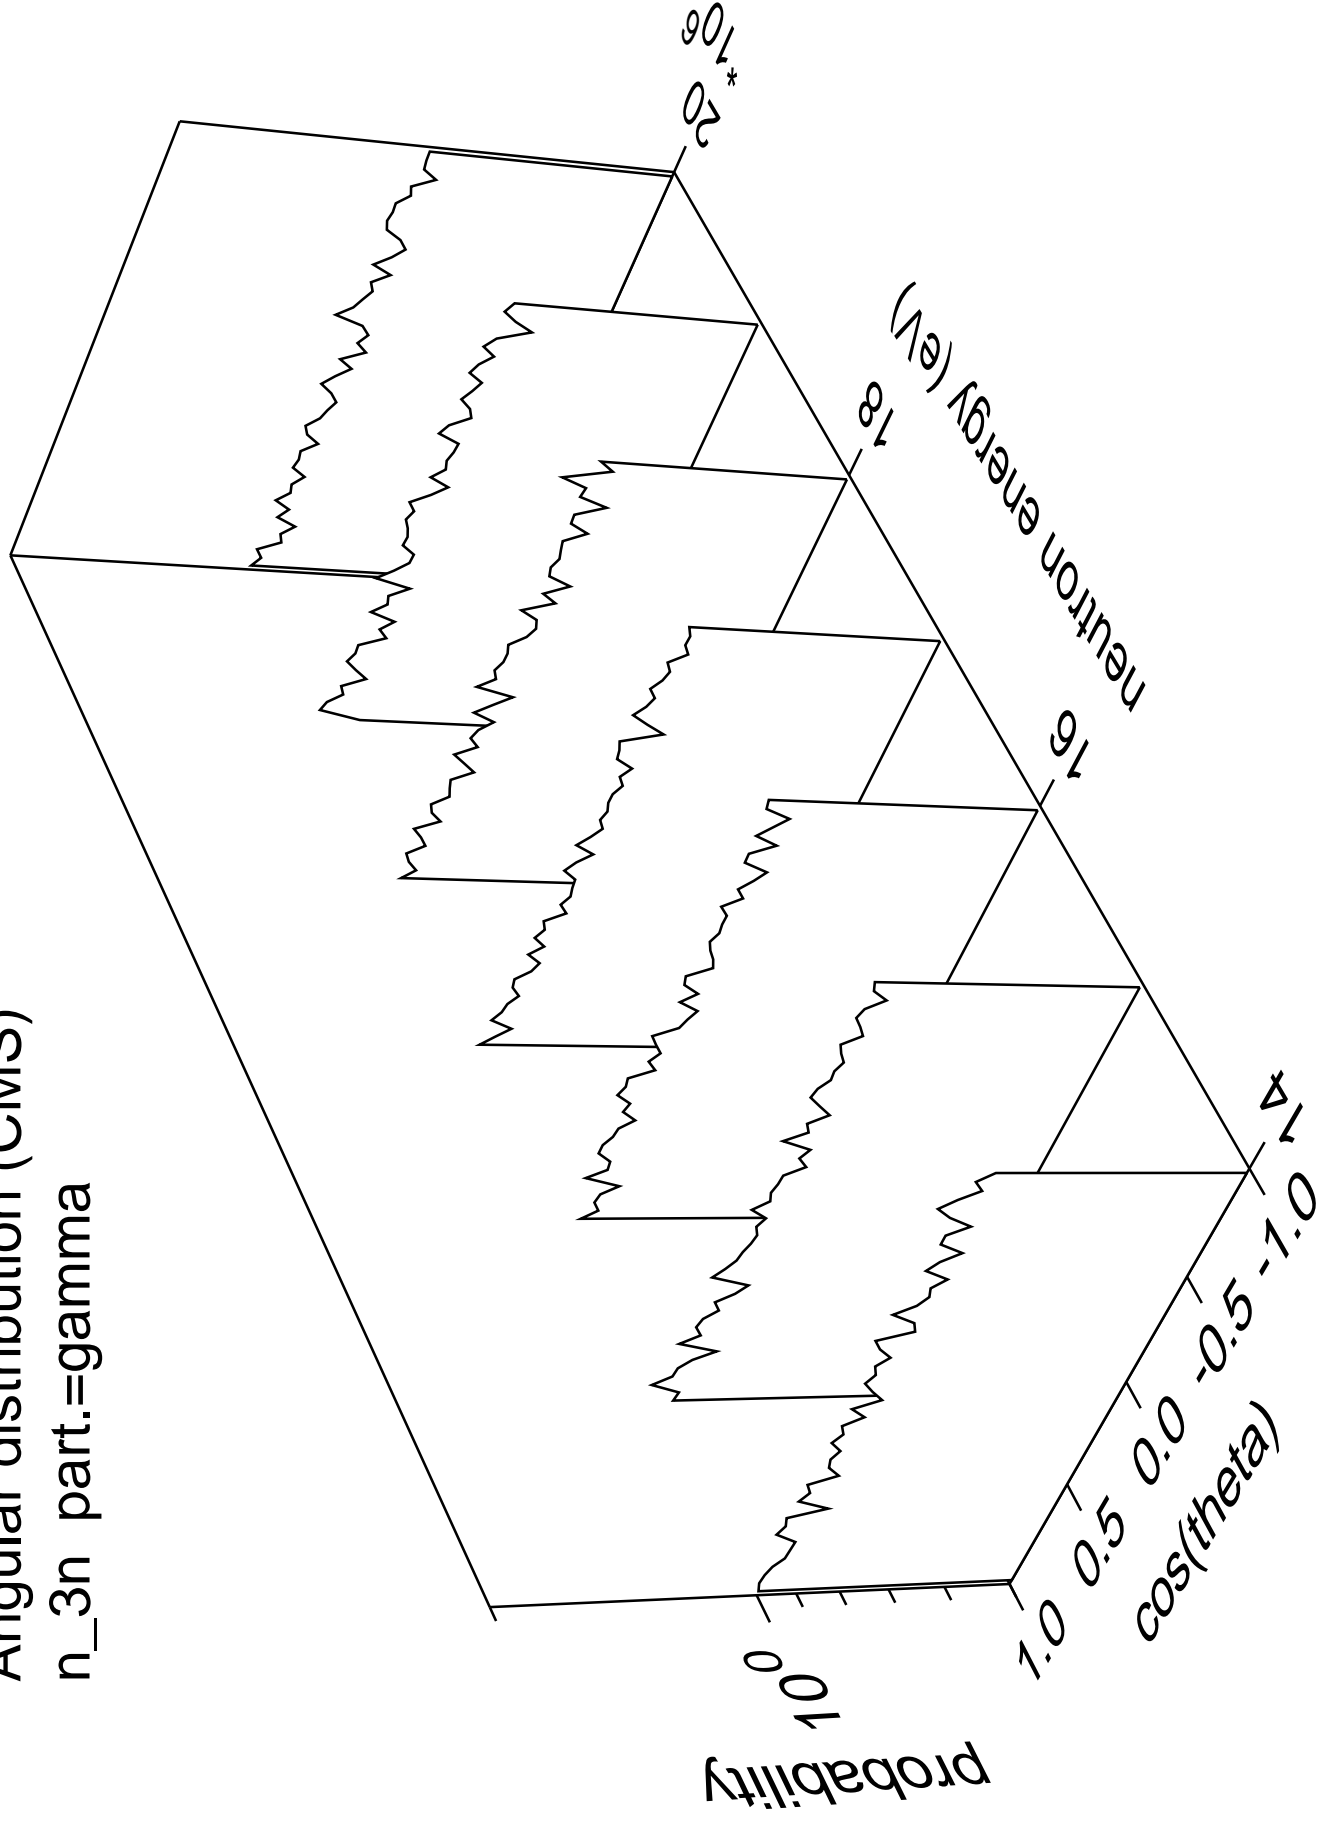 Angular distribution (CMS)
n_3n part.=gamma
probability
10^0
1.0
0.5
0.0
-0.5
-1.0
cos(theta)
14
16
18
20
* 10^6
neutron energy (eV)